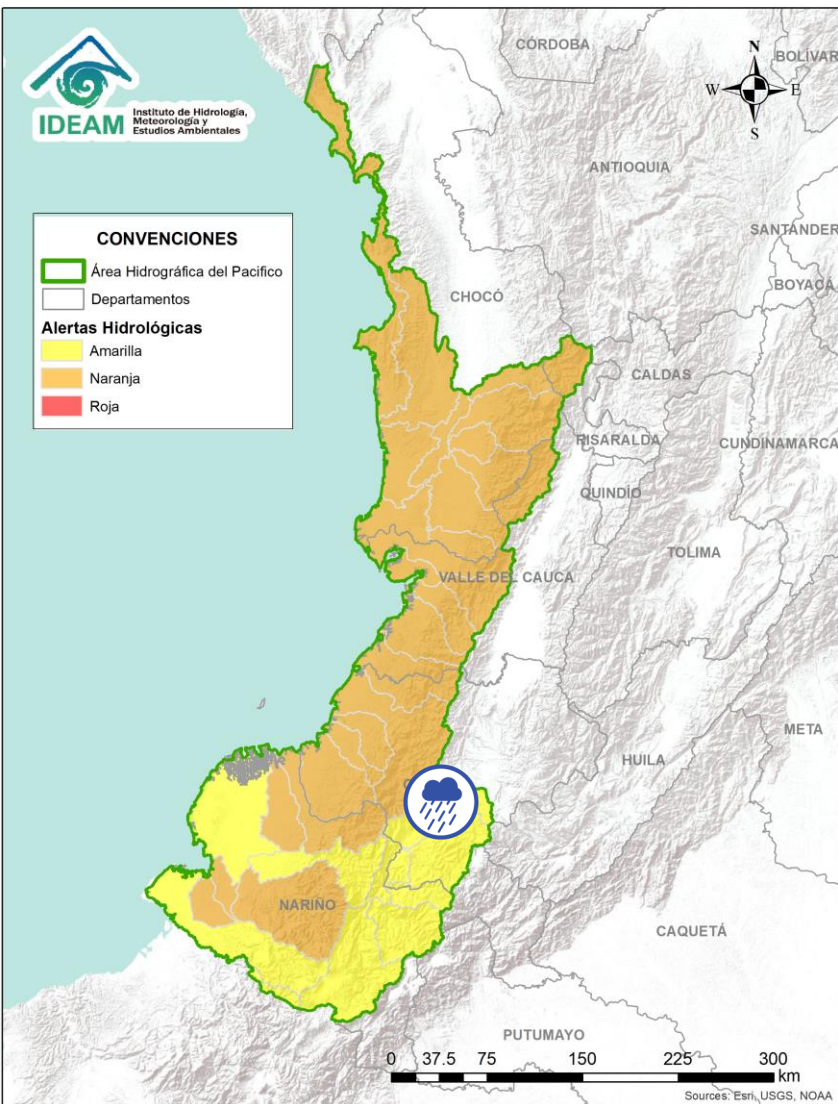 IDEAM
Instituto de Hidrología,
Meteorología y
Estudios Ambientales
CÓRDOBA
BOLÍVAR
N
W
E
S
ANTIOQUIA
SANTANDER
BOYACÁ
CONVENCIONES
Área Hidrográfica del Pacifico
Departamentos
Alertas Hidrológicas
Amarilla
Naranja
Roja
CHOCÓ
CALDAS
RISARALDA
CUNDINAMARCA
QUINDÍO
TOLIMA
VALLE DEL CAUCA
META
HUILA
NARIÑO
CAQUETÁ
PUTUMAYO
0 37.5 75 150 225 300
km
Sources: Esri, USGS, NOAA